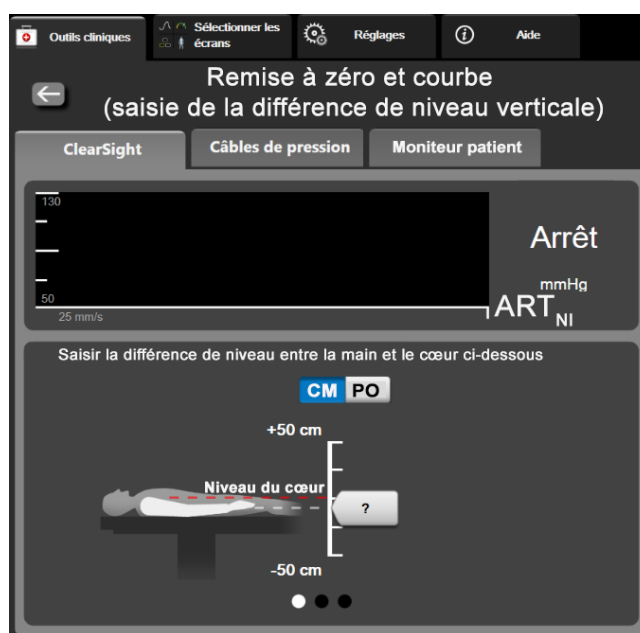 Outils cliniques
Sélectionner les
écrans
Réglages
Aide
Remise à zéro et courbe
(saisie de la différence de niveau verticale)
ClearSight
Câbles de pression
Moniteur patient
130
50
25 mm/s
Arrêt
mmHg
ART NI
Saisir la différence de niveau entre la main et le cœur ci-dessous
CM PO
+50 cm
Niveau du cœur
?
-50 cm